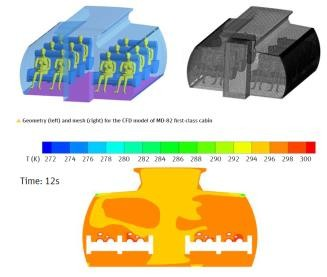 Geometry (left) and mesh (right) for the CFD model of MD-82 first-class cabin
T (K) 272 274 276 278 280 282 284 286 288 290 292 294 296 298 300
Time: 12s